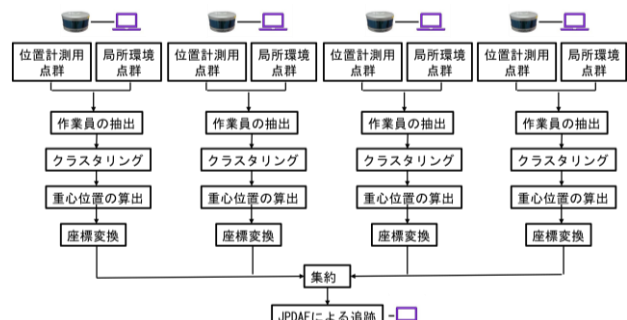 位置計測用
点群
局所環境
点群
位置計測用
点群
局所環境
点群
位置計測用
点群
局所環境
点群
位置計測用
点群
局所環境
点群
作業員の抽出
作業員の抽出
作業員の抽出
作業員の抽出
クラスタリング
クラスタリング
クラスタリング
クラスタリング
重心位置の算出
重心位置の算出
重心位置の算出
重心位置の算出
座標変換
座標変換
座標変換
座標変換
集約
JPDAFによる追跡